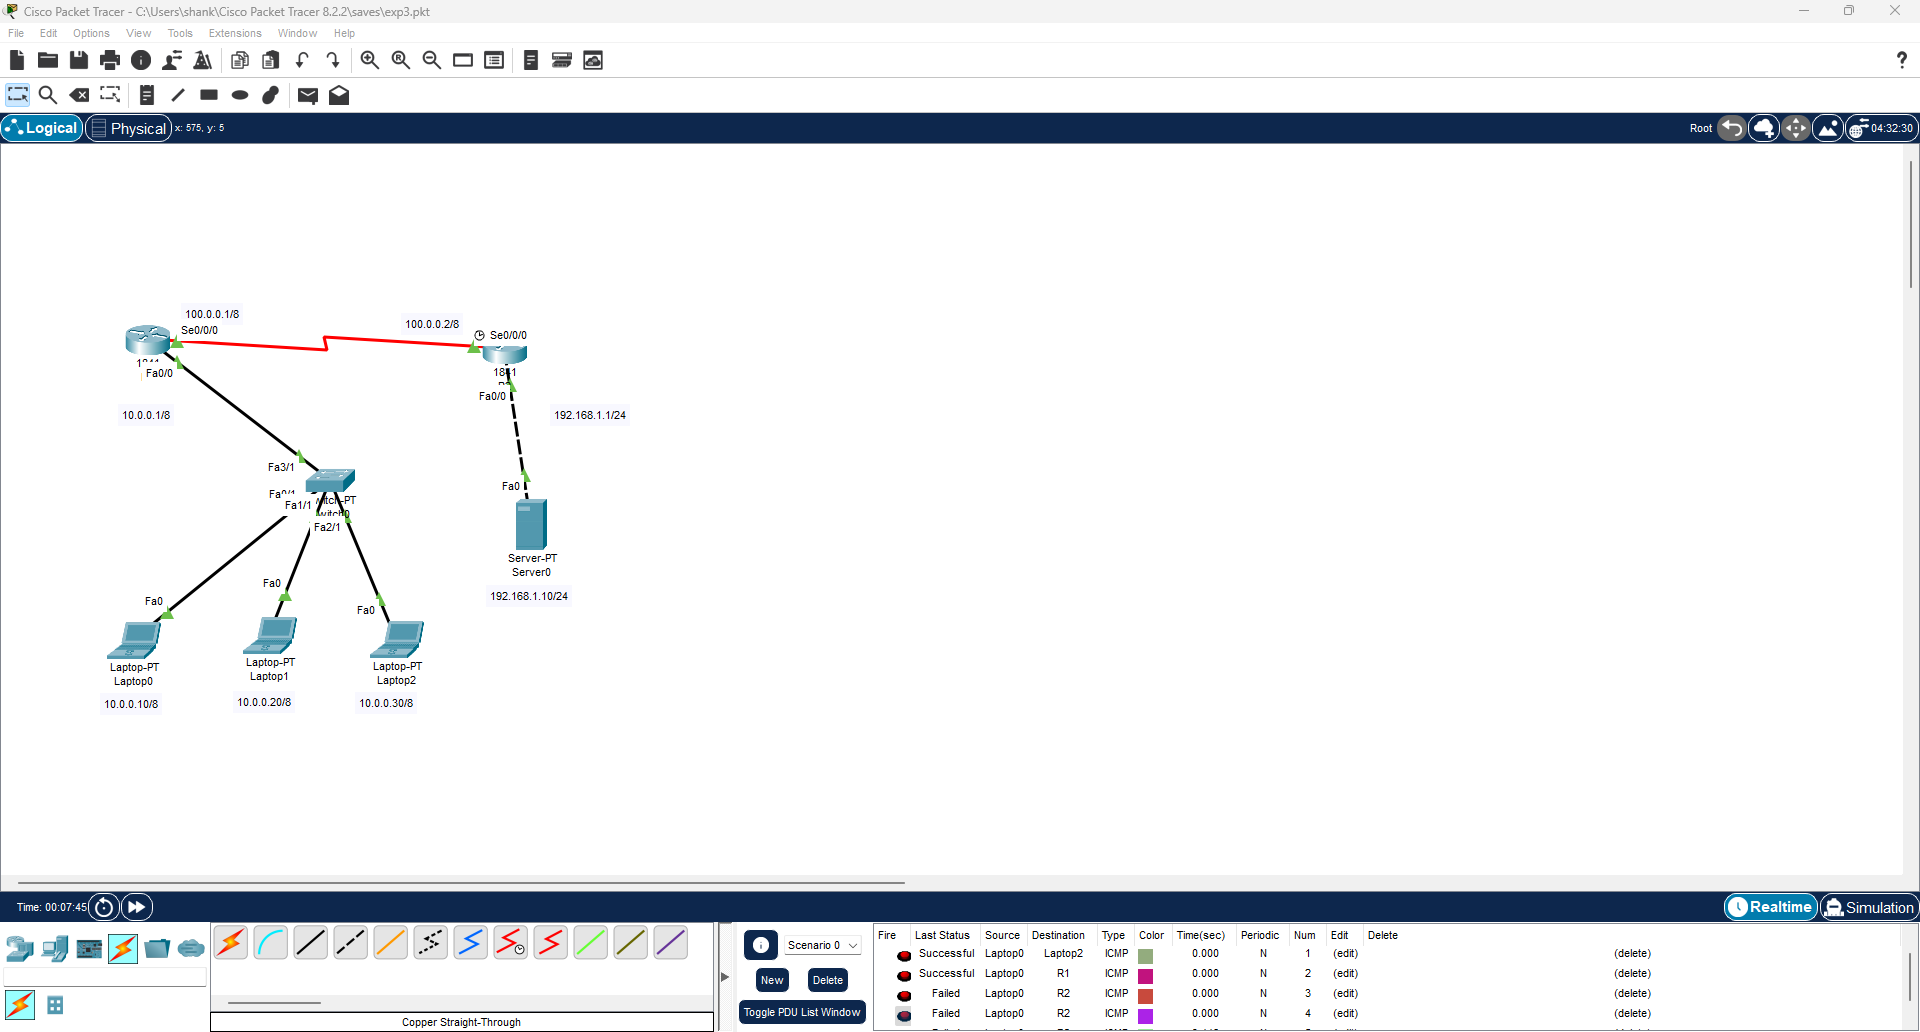 Cisco Packet Tracer - C:\Users\shank\Cisco Packet Tracer 8.2.2\saves\exp3.pkt
File Edit Options View Tools Extensions Window Help
?
Logical Physical x: 575, y: 5 Root 04:32:30
100.0.0.1/8
Se0/0/0
100.0.0.2/8
Se0/0/0
Fa0/0
1841
Fa0/0
10.0.0.1/8
192.168.1.1/24
Fa3/1
Fa1/1
Fa2/1
Fa0
Server-PT
Server0
192.168.1.10/24
Fa0
Fa0
Fa0
Laptop-PT
Laptop0
10.0.0.10/8
Laptop-PT
Laptop1
10.0.0.20/8
Laptop-PT
Laptop2
10.0.0.30/8
Time: 00:07:45 Realtime Simulation
Copper Straight-Through
Scenario 0
New Delete
Toggle PDU List Window
Fire Last Status Source Destination Type Color Time(sec) Periodic Num Edit Delete
Successful Laptop0 Laptop2 ICMP 0.000 N 1 (edit) (delete)
Successful Laptop0 R1 ICMP 0.000 N 2 (edit) (delete)
Failed Laptop0 R2 ICMP 0.000 N 3 (edit) (delete)
Failed Laptop0 R2 ICMP 0.000 N 4 (edit) (delete)